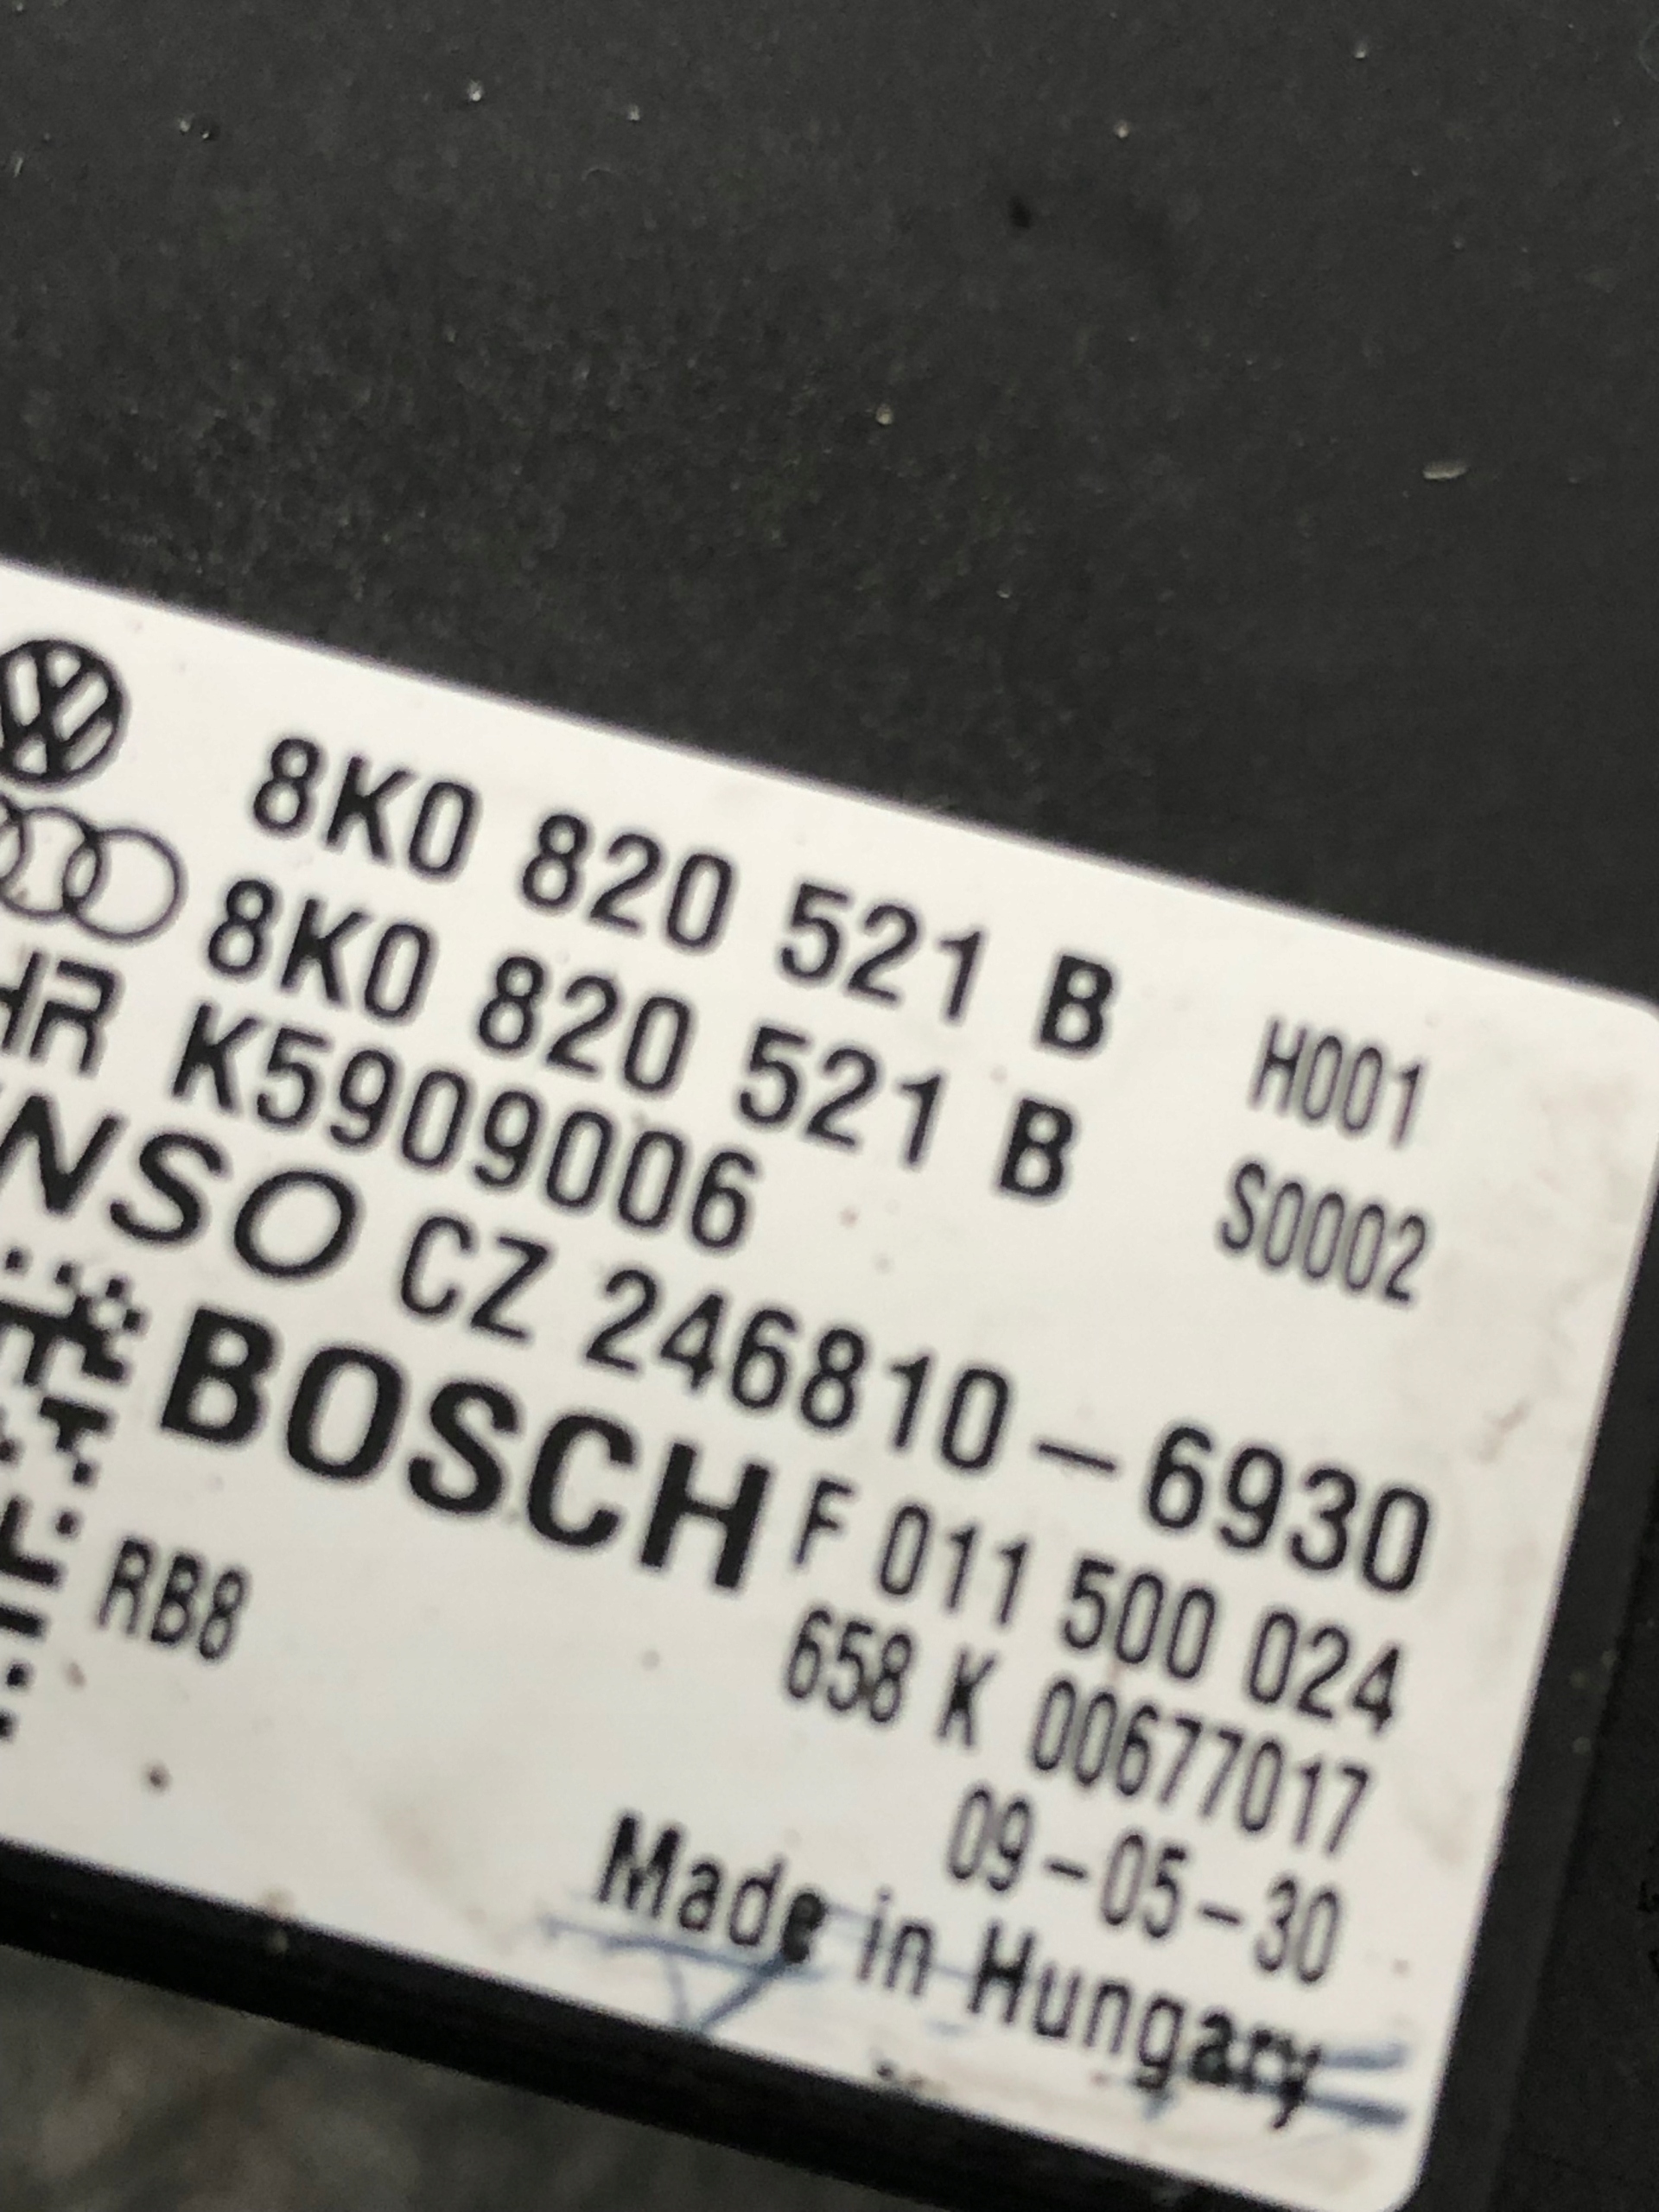 8K0 820 521 B H001
8K0 820 521 B S0002
HR K5909006
NSO CZ 246810-6930
BOSCH F 011 500 024
RB8 658 K 00677017
09-05-30
Made in Hungary